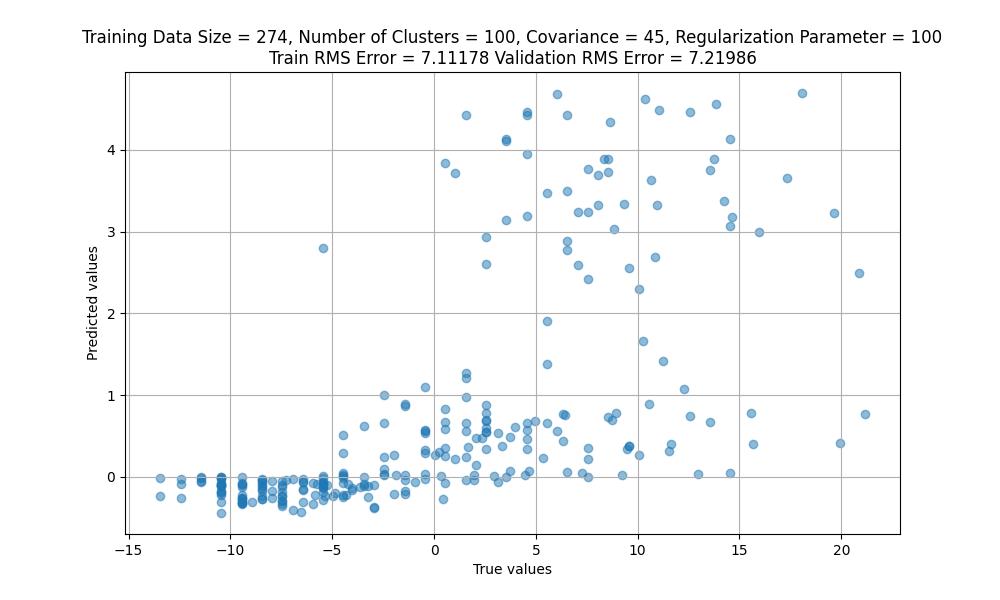 Training Data Size = 274, Number of Clusters = 100, Covariance = 45, Regularization Parameter = 100
Train RMS Error = 7.11178 Validation RMS Error = 7.21986
4
3
2
1
0
Predicted values
−15 −10 −5 0 5 10 15 20
True values